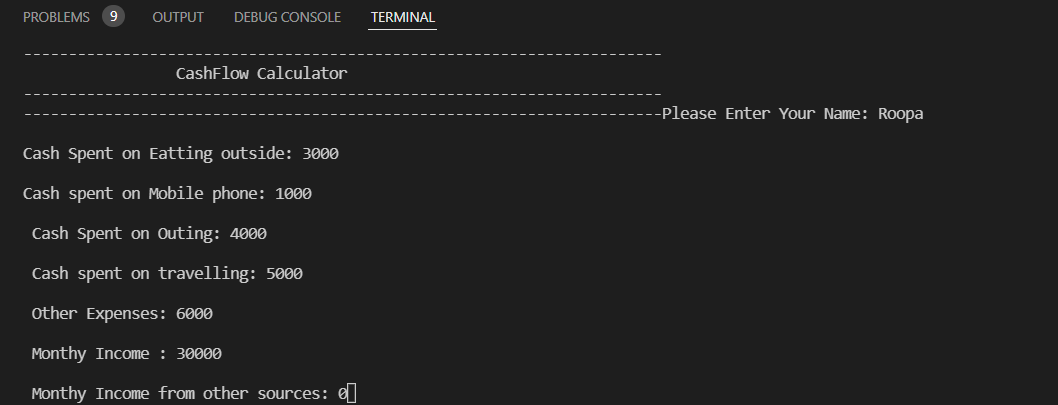 PROBLEMS 9 OUTPUT DEBUG CONSOLE TERMINAL
-----------------------------------------------------------------------
CashFlow Calculator
-----------------------------------------------------------------------
-----------------------------------------------------------------------Please Enter Your Name: Roopa
Cash Spent on Eatting outside: 3000
Cash spent on Mobile phone: 1000
Cash Spent on Outing: 4000
Cash spent on travelling: 5000
Other Expenses: 6000
Monthy Income : 30000
Monthy Income from other sources: 0